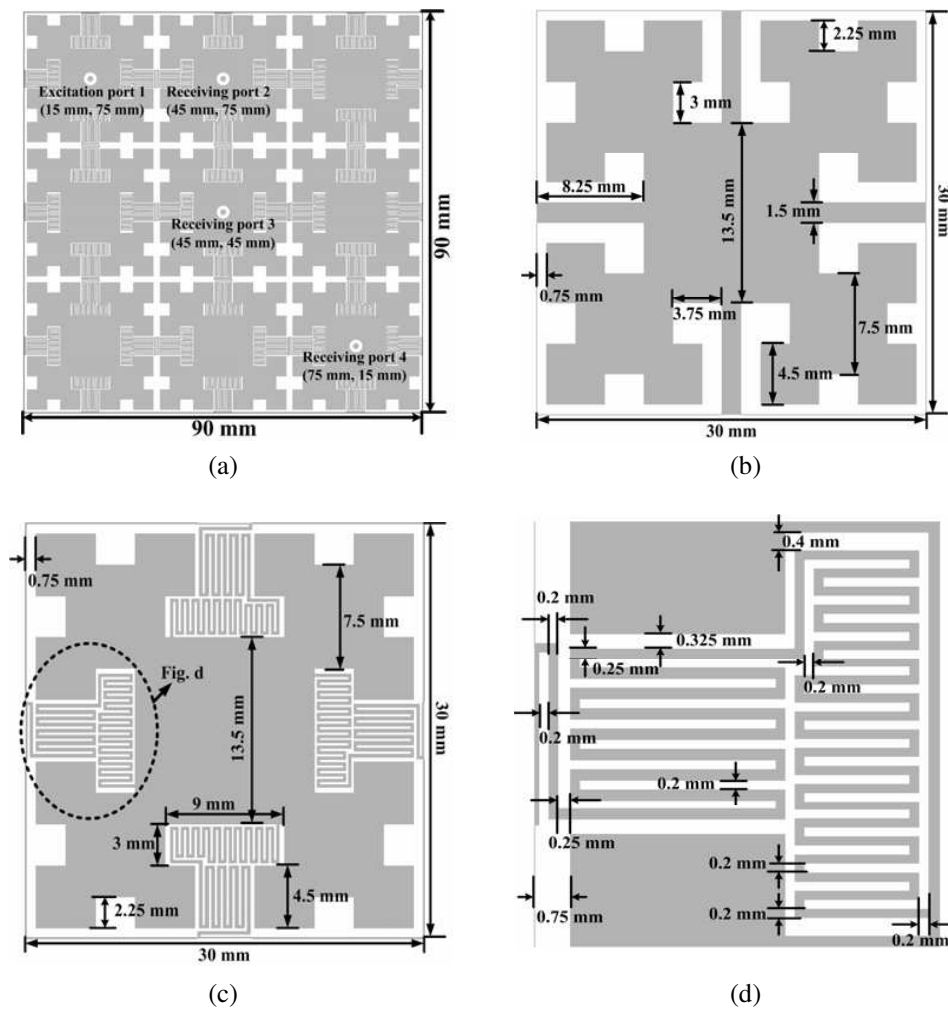 Excitation port 1
(15 mm, 75 mm)
Receiving port 2
(45 mm, 75 mm)
Receiving port 3
(45 mm, 45 mm)
Receiving port 4
(75 mm, 15 mm)
90 mm
90 mm
(a)
2.25 mm
3 mm
8.25 mm
13.5 mm
1.5 mm
30 mm
0.75 mm
3.75 mm
7.5 mm
4.5 mm
30 mm
(b)
0.75 mm
7.5 mm
Fig. d
13.5 mm
30 mm
9 mm
3 mm
4.5 mm
2.25 mm
30 mm
(c)
0.4 mm
0.2 mm
0.325 mm
0.25 mm
0.2 mm
0.2 mm
0.2 mm
0.25 mm
0.2 mm
0.75 mm
0.2 mm
0.2 mm
(d)